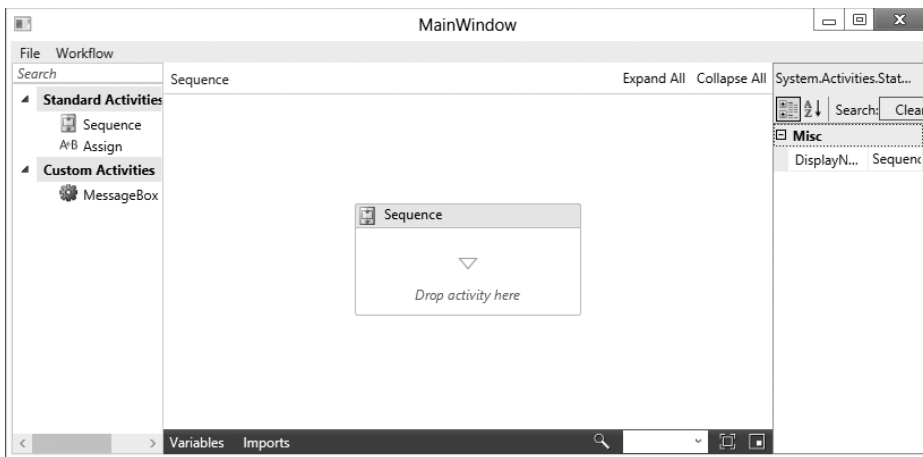 MainWindow
File Workflow
Search
Standard Activities
Sequence
A+B Assign
Custom Activities
MessageBox
Sequence
Expand All Collapse All
Sequence
Drop activity here
Variables Imports
System.Activities.Stat...
A
Z
Search: Clear
Misc
DisplayN... Sequenc